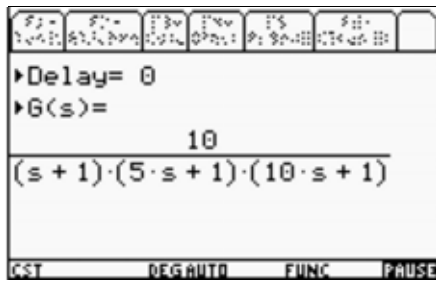 ▸Delay= 0
▸G(s)=
10
(s + 1)·(5·s + 1)·(10·s + 1)
CST DEGAUTO FUNC PAUSE